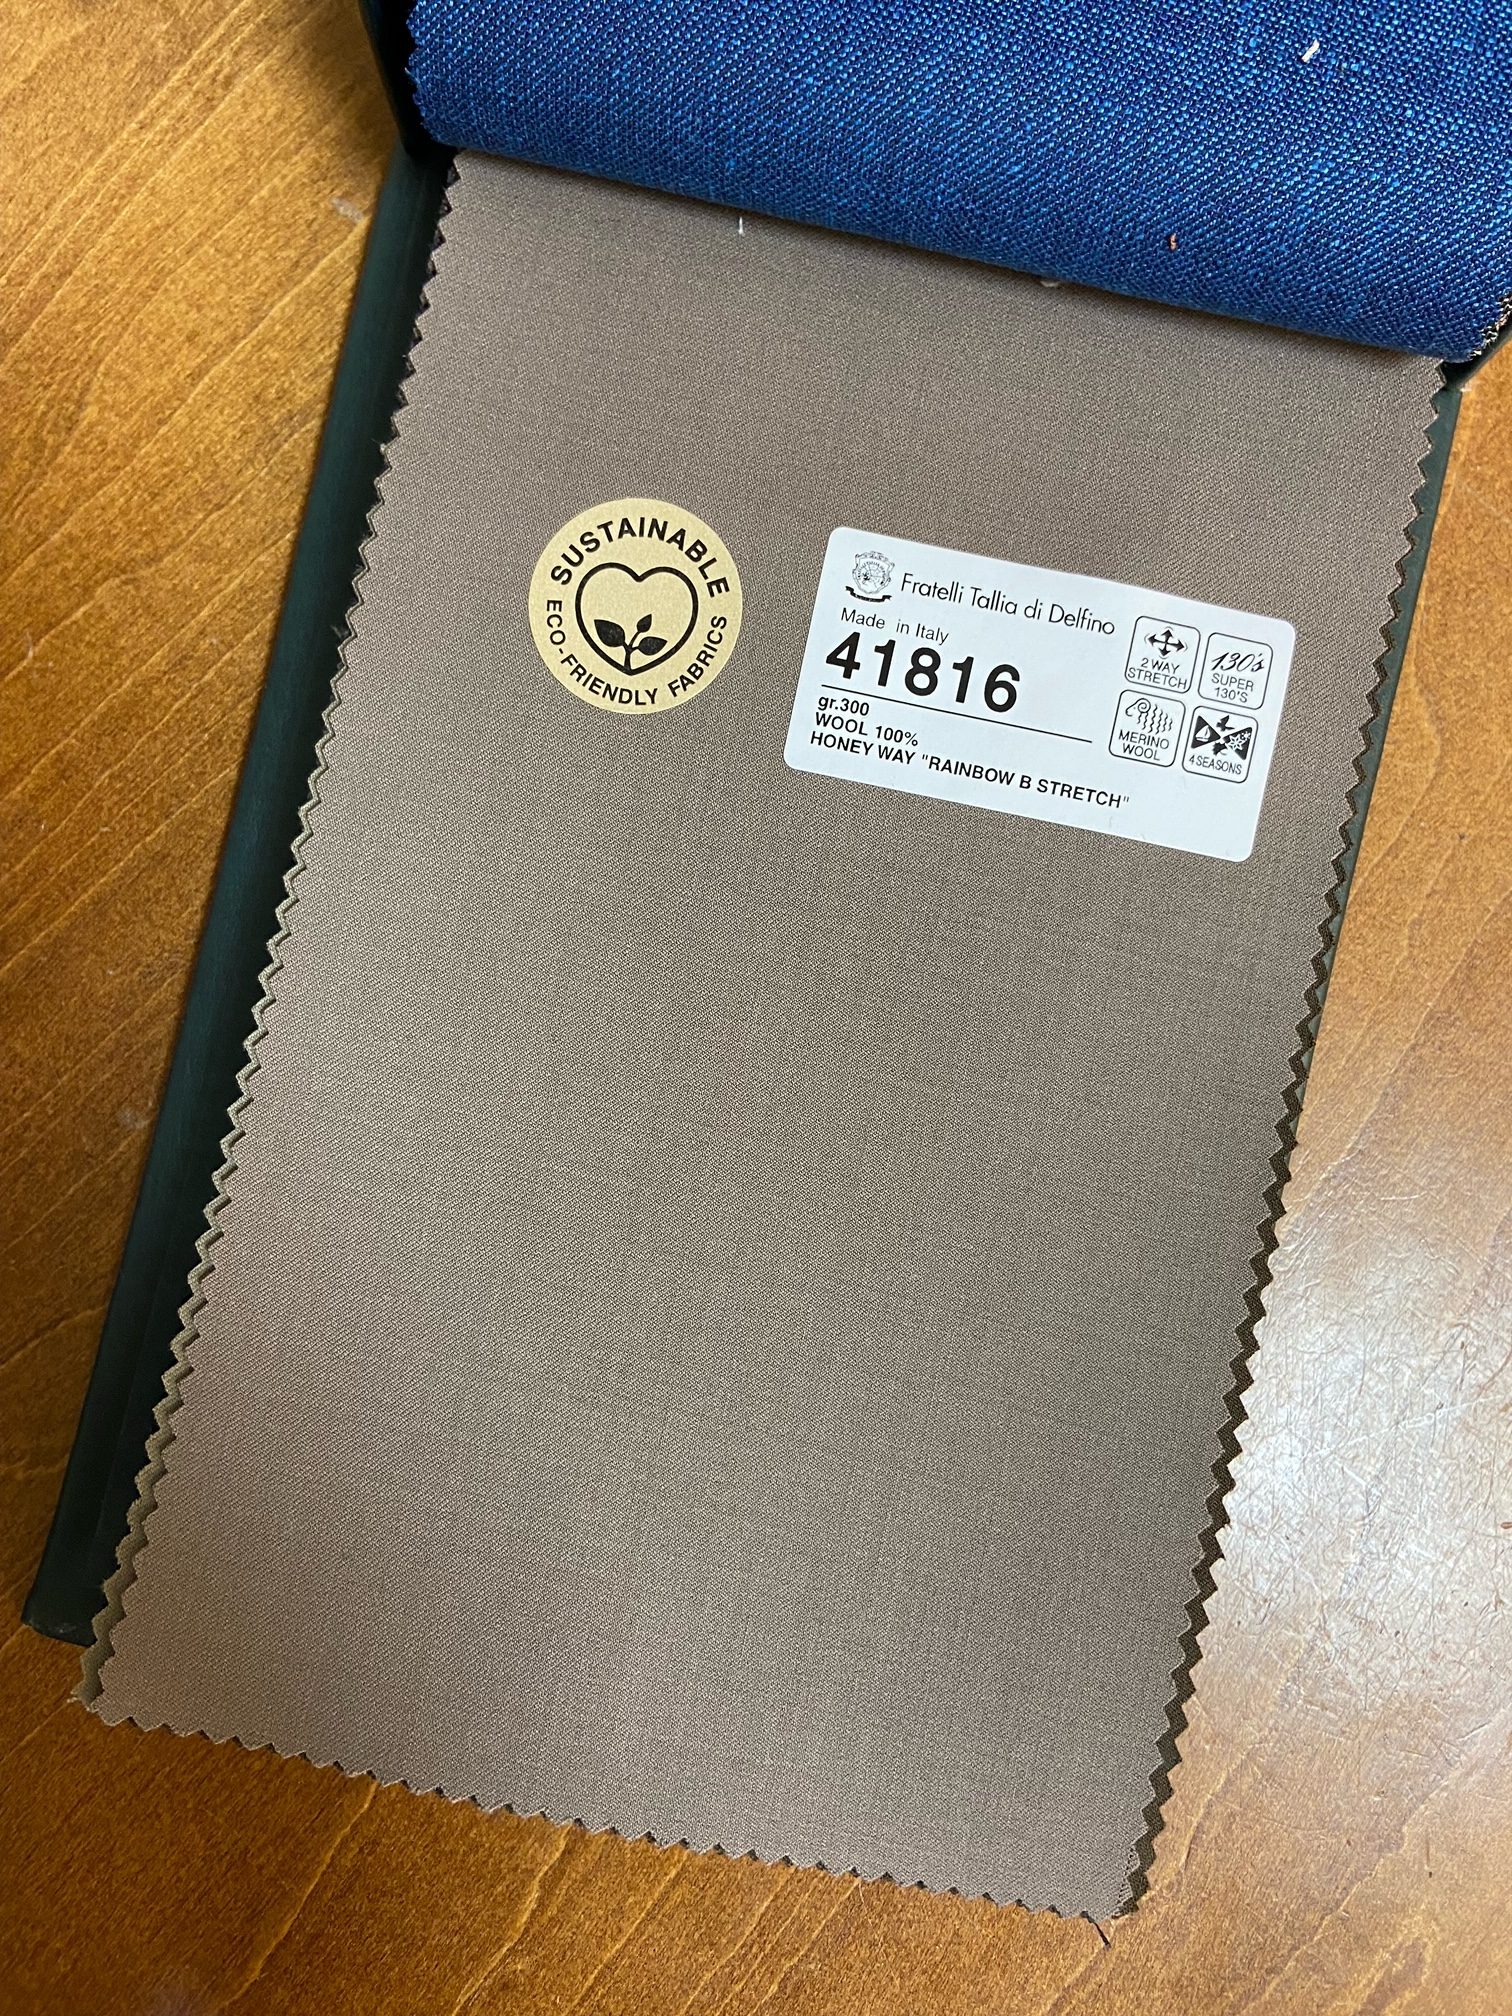 SUSTAINABLE
ECO-FRIENDLY FABRICS
Fratelli Tallia di Delfino
Made in Italy
41816
gr.300
WOOL 100%
HONEY WAY "RAINBOW B STRETCH"
2 WAY
STRETCH
130's
SUPER
130'S
MERINO
WOOL
4 SEASONS